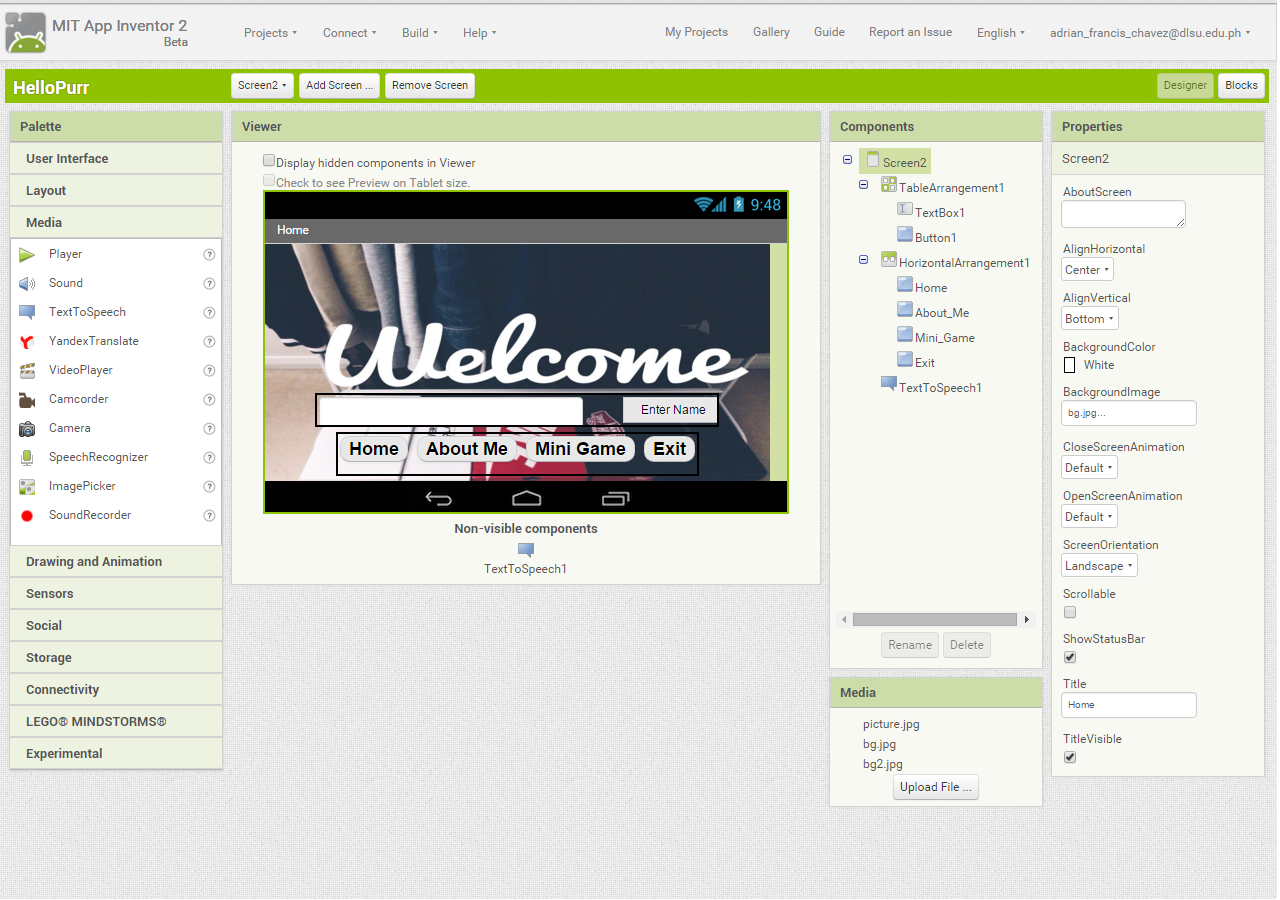 MIT App Inventor 2
Beta
Projects Connect Build Help My Projects Gallery Guide Report an Issue English adrian_francis_chavez@dlsu.edu.ph
HelloPurr Screen2 Add Screen ... Remove Screen Designer Blocks
Palette
User Interface
Layout
Media
Player ?
Sound ?
TextToSpeech ?
YandexTranslate ?
VideoPlayer ?
Camcorder ?
Camera ?
SpeechRecognizer ?
ImagePicker ?
SoundRecorder ?
Drawing and Animation
Sensors
Social
Storage
Connectivity
LEGO® MINDSTORMS®
Experimental
Viewer
Display hidden components in Viewer
Check to see Preview on Tablet size.
9:48
Home
Welcome
Enter Name
Home About Me Mini Game Exit
Non-visible components
TextToSpeech1
Components
Screen2
TableArrangement1
TextBox1
Button1
HorizontalArrangement1
Home
About_Me
Mini_Game
Exit
TextToSpeech1
Rename Delete
Media
picture.jpg
bg.jpg
bg2.jpg
Upload File ...
Properties
Screen2
AboutScreen
AlignHorizontal
Center
AlignVertical
Bottom
BackgroundColor
White
BackgroundImage
bg.jpg...
CloseScreenAnimation
Default
OpenScreenAnimation
Default
ScreenOrientation
Landscape
Scrollable
ShowStatusBar
Title
Home
TitleVisible